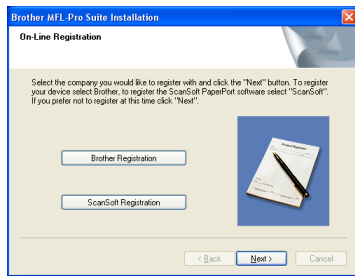 Brother MFL-Pro Suite Installation
On-Line Registration
Select the company you would like to register with and click the "Next" button. To register
your device select Brother, to register the ScanSoft PaperPort software select "ScanSoft".
If you prefer not to register at this time click "Next".
Brother Registration
ScanSoft Registration
< Back
Next >
Cancel